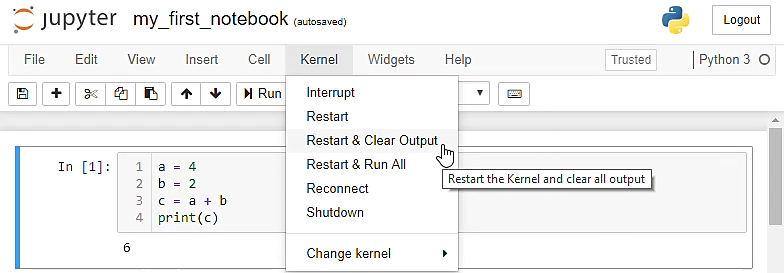 jupyter my_first_notebook (autosaved) Logout
File Edit View Insert Cell Kernel Widgets Help Trusted Python 3
Run
Interrupt
Restart
Restart & Clear Output
Restart & Run All
Restart the Kernel and clear all output
Reconnect
Shutdown
Change kernel
In [1]:
1 a = 4
2 b = 2
3 c = a + b
4 print(c)
6